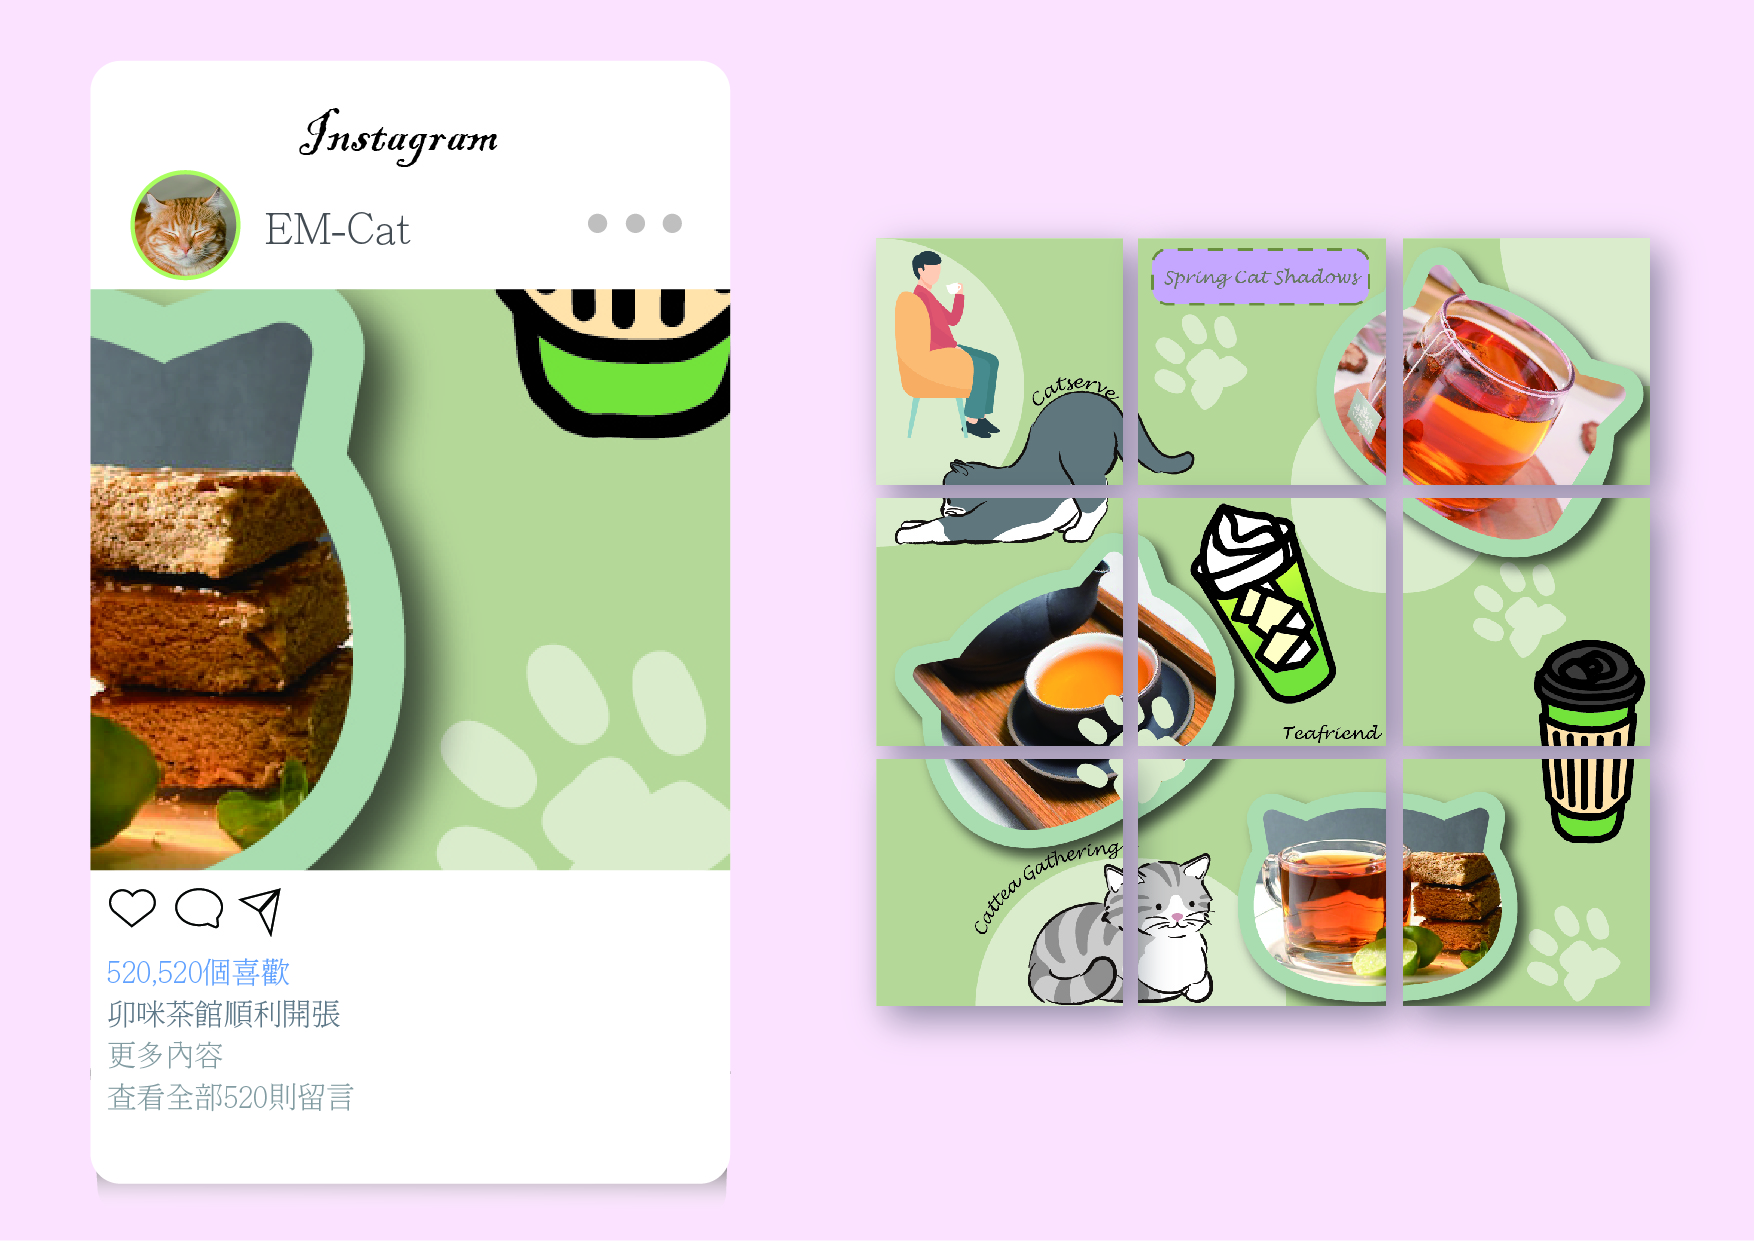 Instagram
EM-Cat
520,520個喜歡
卯咪茶館順利開張
更多內容
查看全部520則留言
Spring Cat Shadows
Catserve
Teafriend
Cattea Gathering